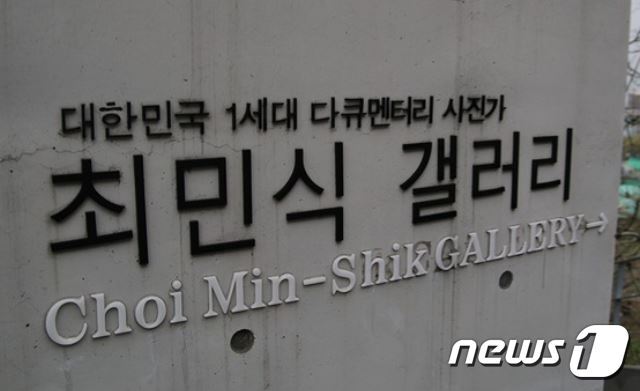 대한민국 1세대 다큐멘터리 사진가
최민식 갤러리
Choi Min-Shik GALLERY→
news1